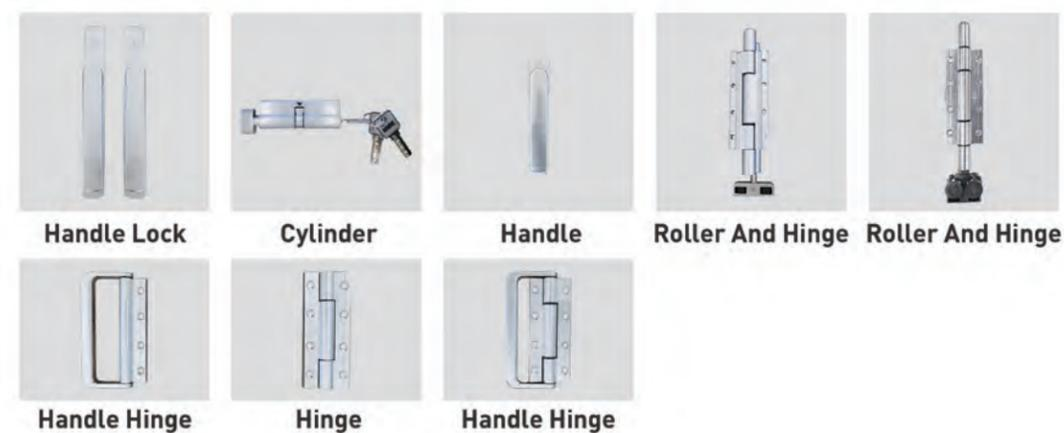 Handle Lock
Cylinder
Handle
Roller And Hinge
Roller And Hinge
Handle Hinge
Hinge
Handle Hinge